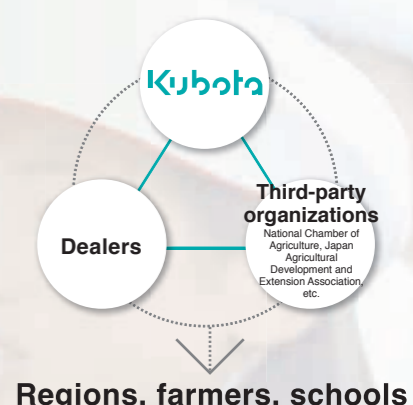 Kubota
Third-party
organizations
National Chamber of
Agriculture, Japan
Agricultural
Development and
Extension Association,
etc.
Dealers
Regions, farmers, schools